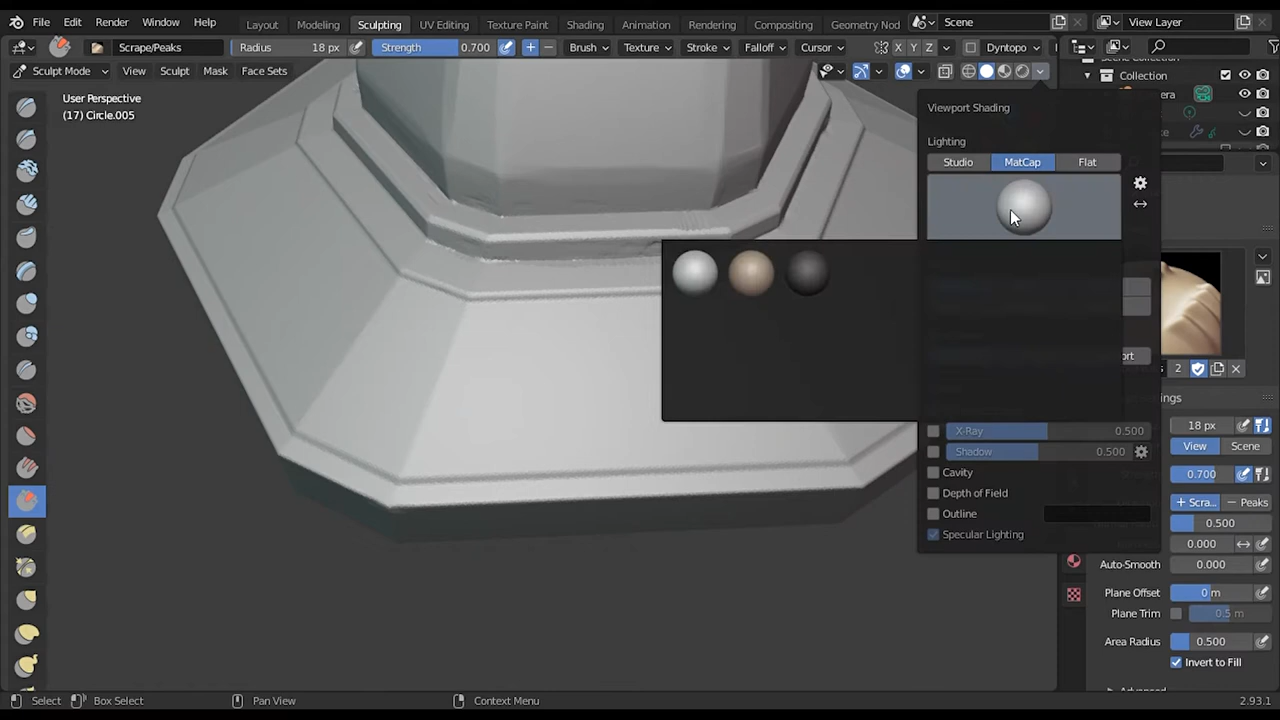 File Edit Render Window Help Layout Modeling Sculpting UV Editing Texture Paint Shading Animation Rendering Compositing Geometry Nod Scene View Layer
Scrape/Peaks Radius 18 px Strength 0.700 Brush Texture Stroke Falloff Cursor X Y Z Dyntopo
Sculpt Mode View Sculpt Mask Face Sets
Collection
User Perspective
(17) Circle.005
Viewport Shading
Lighting
Studio MatCap Flat
X-Ray 0.500
Shadow 0.500
Cavity
Depth of Field
Outline
Specular Lighting
2
18 px
View Scene
0.700
Scra... Peaks
0.500
0.000
Auto-Smooth 0.000
Plane Offset 0 m
Plane Trim 0.5 m
Area Radius 0.500
Invert to Fill
Select Box Select Pan View Context Menu 2.93.1